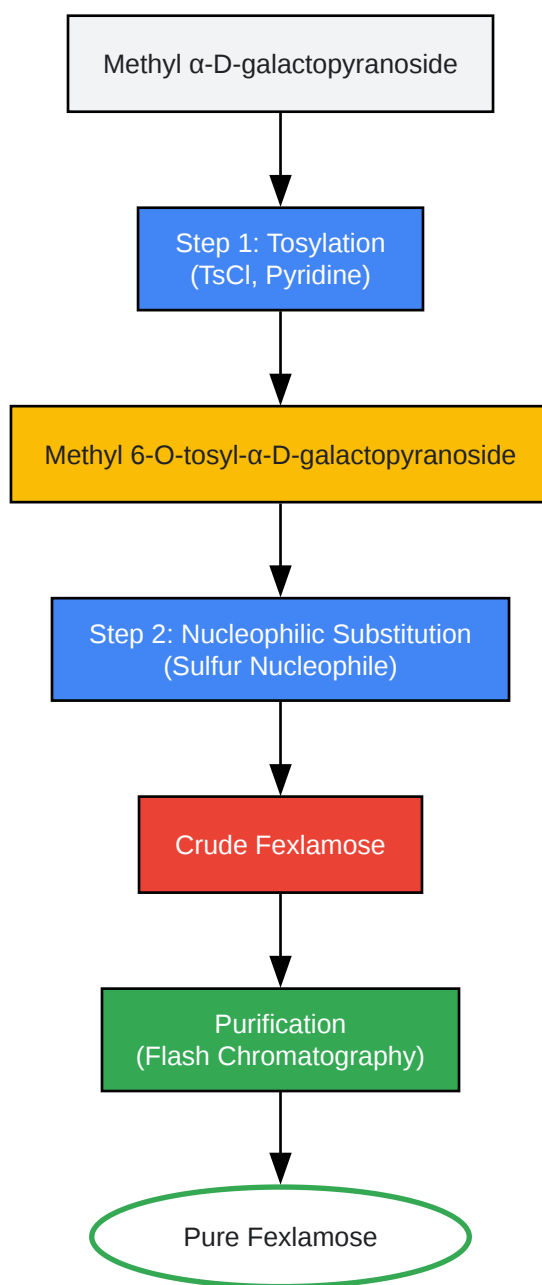 Methyl α-D-galactopyranoside
Step 1: Tosylation
(TsCl, Pyridine)
Methyl 6-O-tosyl-α-D-galactopyranoside
Step 2: Nucleophilic Substitution
(Sulfur Nucleophile)
Crude Fexlamose
Purification
(Flash Chromatography)
Pure Fexlamose